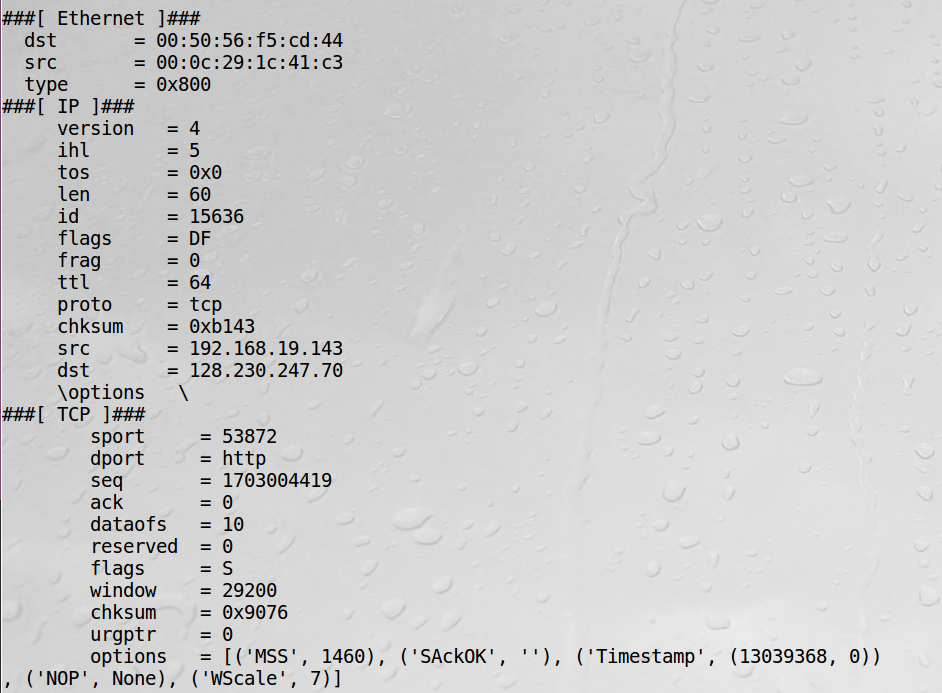 ###[ Ethernet ]###
  dst       = 00:50:56:f5:cd:44
  src       = 00:0c:29:1c:41:c3
  type      = 0x800
###[ IP ]###
     version   = 4
     ihl       = 5
     tos       = 0x0
     len       = 60
     id        = 15636
     flags     = DF
     frag      = 0
     ttl       = 64
     proto     = tcp
     chksum    = 0xb143
     src       = 192.168.19.143
     dst       = 128.230.247.70
     \options   \
###[ TCP ]###
        sport     = 53872
        dport     = http
        seq       = 1703004419
        ack       = 0
        dataofs   = 10
        reserved  = 0
        flags     = S
        window    = 29200
        chksum    = 0x9076
        urgptr    = 0
        options   = [('MSS', 1460), ('SAckOK', ''), ('Timestamp', (13039368, 0))
, ('NOP', None), ('WScale', 7)]